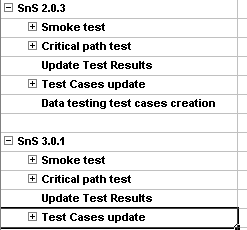 SnS 2.0.3
Smoke test
Critical path test
Update Test Results
Test Cases update
Data testing test cases creation
SnS 3.0.1
Smoke test
Critical path test
Update Test Results
Test Cases update